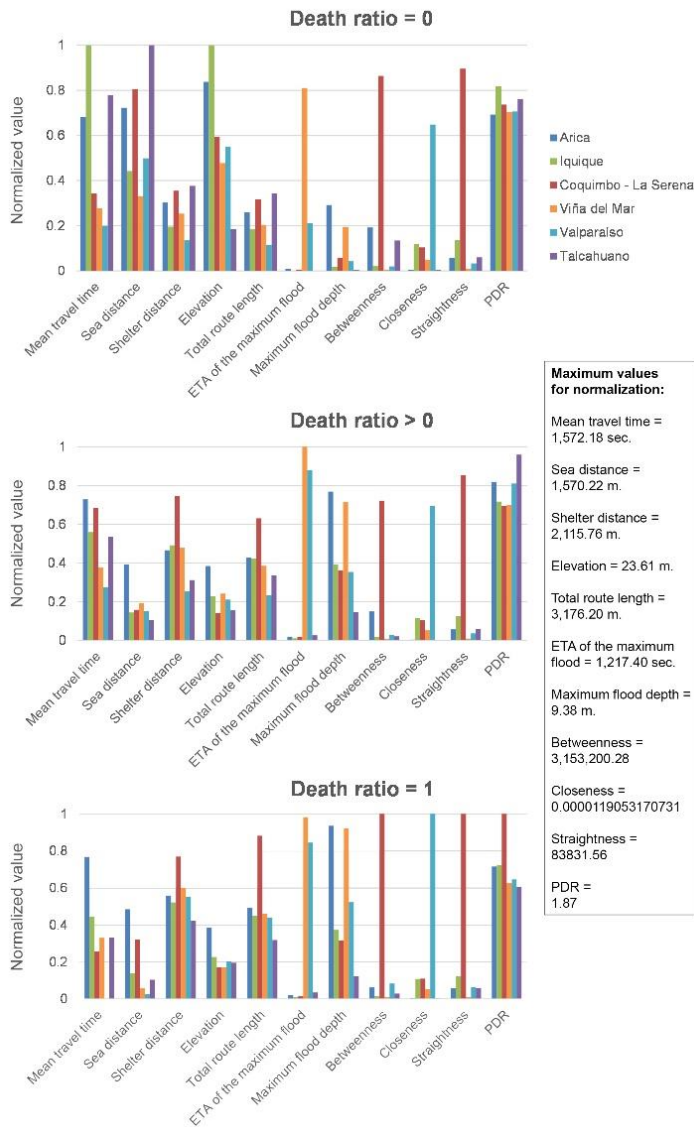 Death ratio = 0
Normalized value
1
0.8
0.6
0.4
0.2
0
Mean travel time
Sea distance
Shelter distance
Elevation
Total route length
ETA of the maximum flood
Maximum flood depth
Betweenness
Closeness
Straightness
PDR
Arica
Iquique
Coquimbo - La Serena
Viña del Mar
Valparaíso
Talcahuano
Death ratio > 0
Normalized value
1
0.8
0.6
0.4
0.2
0
Mean travel time
Sea distance
Shelter distance
Elevation
Total route length
ETA of the maximum flood
Maximum flood depth
Betweenness
Closeness
Straightness
PDR
Maximum values
for normalization:
Mean travel time =
1,572.18 sec.
Sea distance =
1,570.22 m.
Shelter distance =
2,115.76 m.
Elevation = 23.61 m.
Total route length =
3,176.20 m.
ETA of the maximum
flood = 1,217.40 sec.
Maximum flood depth =
9.38 m.
Betweenness =
3,153,200.28
Closeness =
0.0000119053170731
Straightness =
83831.56
PDR =
1.87
Death ratio = 1
Normalized value
1
0.8
0.6
0.4
0.2
0
Mean travel time
Sea distance
Shelter distance
Elevation
Total route length
ETA of the maximum flood
Maximum flood depth
Betweenness
Closeness
Straightness
PDR